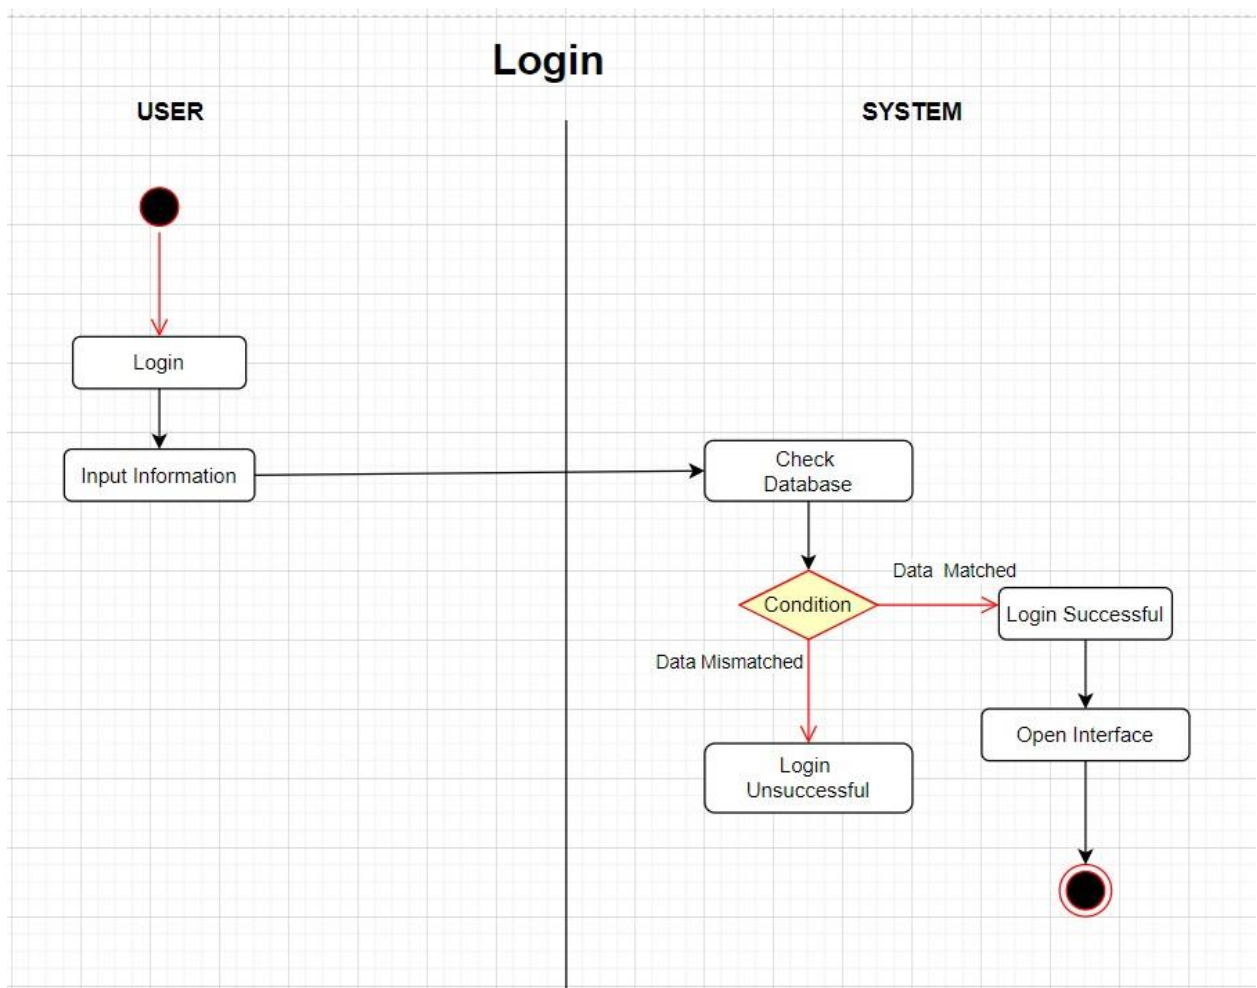 Login
USER
SYSTEM
Login
Input Information
Check
Database
Condition
Data Matched
Login Successful
Data Mismatched
Open Interface
Login
Unsuccessful